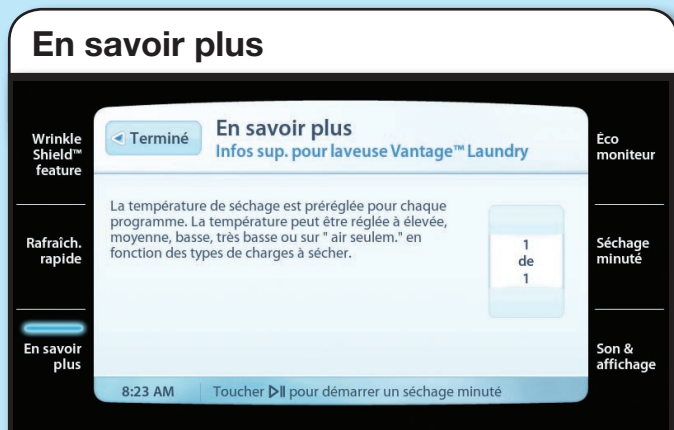 En savoir plus
Wrinkle
Shield™
feature
Rafraîch.
rapide
En savoir
plus
Terminé
En savoir plus
Infos sup. pour laveuse Vantage™ Laundry
La température de séchage est préréglée pour chaque
programme. La température peut être réglée à élevée,
moyenne, basse, très basse ou sur " air seulem." en
fonction des types de charges à sécher.
1
de
1
8:23 AM
Toucher ▷|| pour démarrer un séchage minuté
Éco
moniteur
Séchage
minuté
Son &
affichage